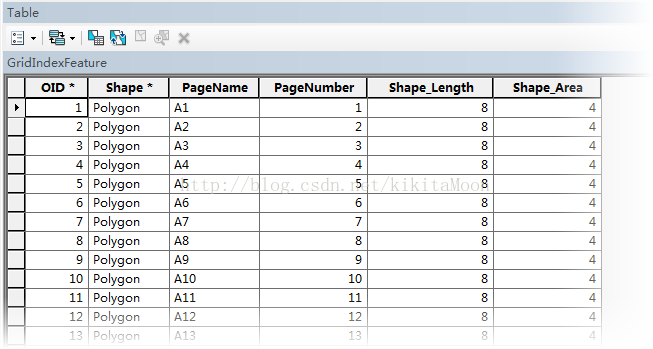 Table
GridIndexFeature
OID * Shape * PageName PageNumber Shape_Length Shape_Area
1 Polygon A1 1 8 4
2 Polygon A2 2 8 4
3 Polygon A3 3 8 4
4 Polygon A4 4 8 4
5 Polygon A5 5 8 4
http://blog.csdn.net/kikitaMoon
6 Polygon A6 6 8 4
7 Polygon A7 7 8 4
8 Polygon A8 8 8 4
9 Polygon A9 9 8 4
10 Polygon A10 10 8 4
11 Polygon A11 11 8 4
12 Polygon A12 12 8 4
13 Polygon A13 13 8 4